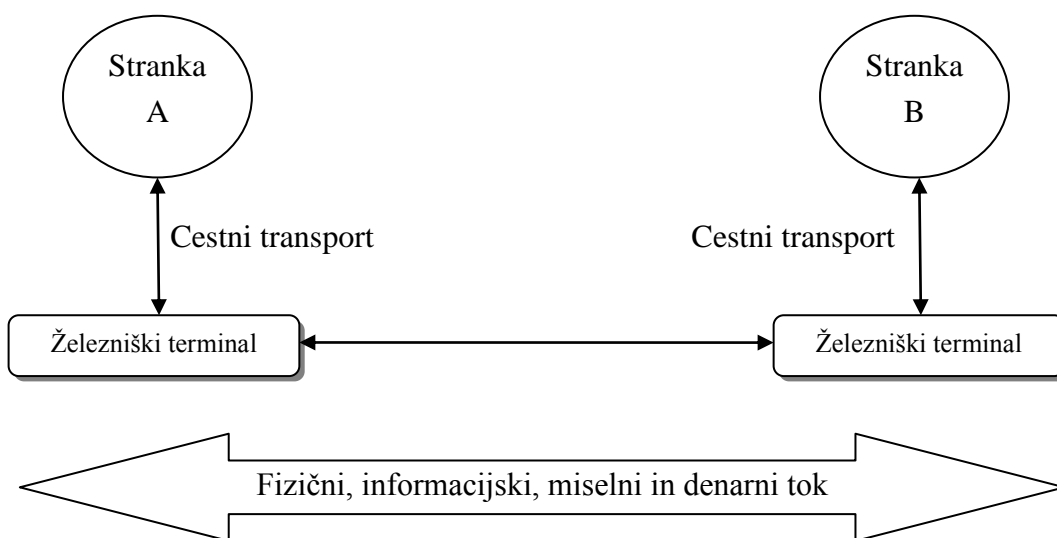 Stranka
A
Stranka
B
Cestni transport
Cestni transport
Železniški terminal
Železniški terminal
Fizični, informacijski, miselni in denarni tok